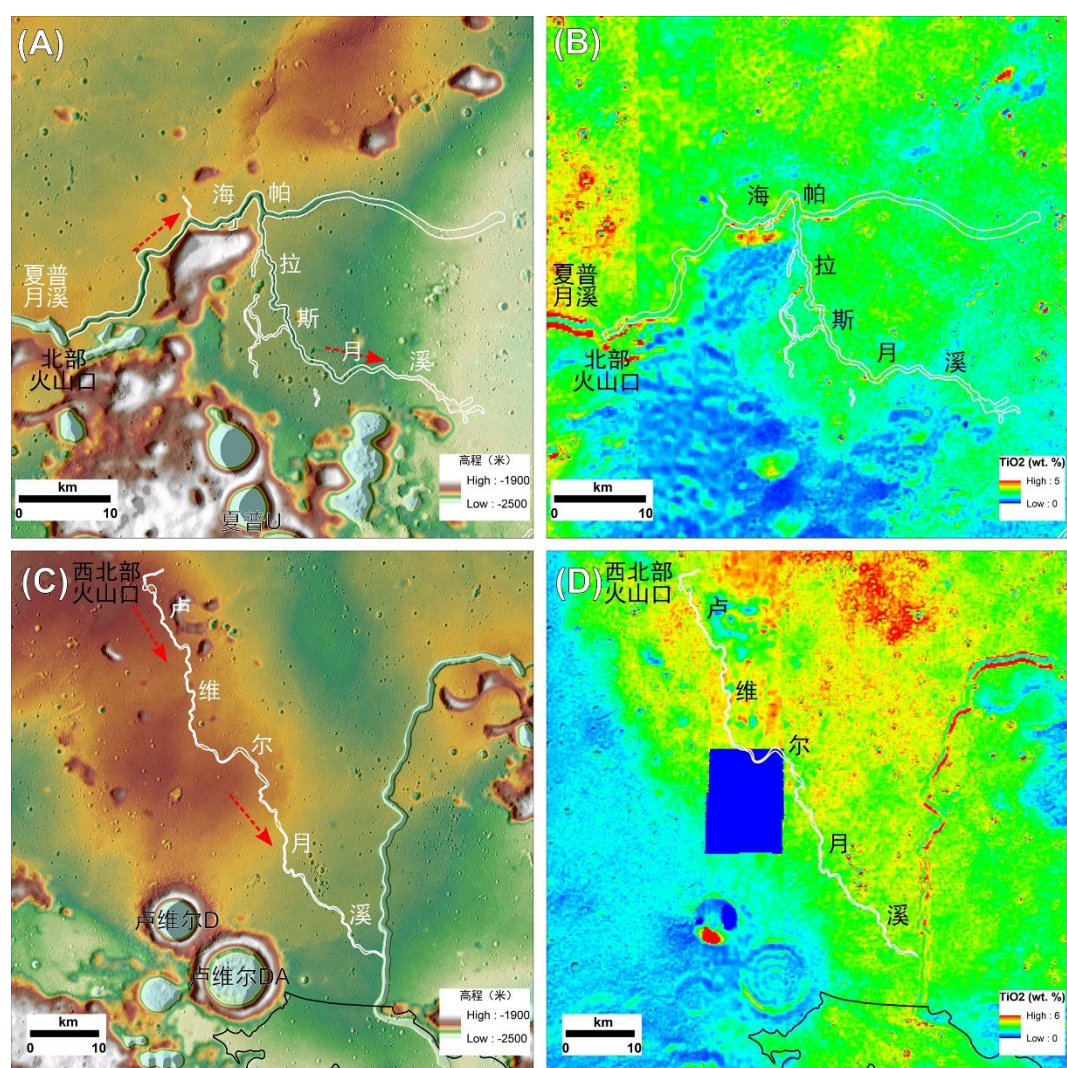 (A)
海
帕
拉
斯
月
溪
夏普
月溪
北部
火山口
夏普U
km
0
10
高程（米）
High : -1900
Low : -2500
(B)
海
帕
拉
斯
月
溪
夏普
月溪
北部
火山口
km
0
10
TiO2 (wt. %)
High : 5
Low : 0
(C)
西北部
火山口
卢
维
尔
月
溪
卢维尔D
卢维尔DA
km
0
10
高程（米）
High : -1900
Low : -2500
(D)
西北部
火山口
卢
维
尔
月
溪
km
0
10
TiO2 (wt. %)
High : 6
Low : 0